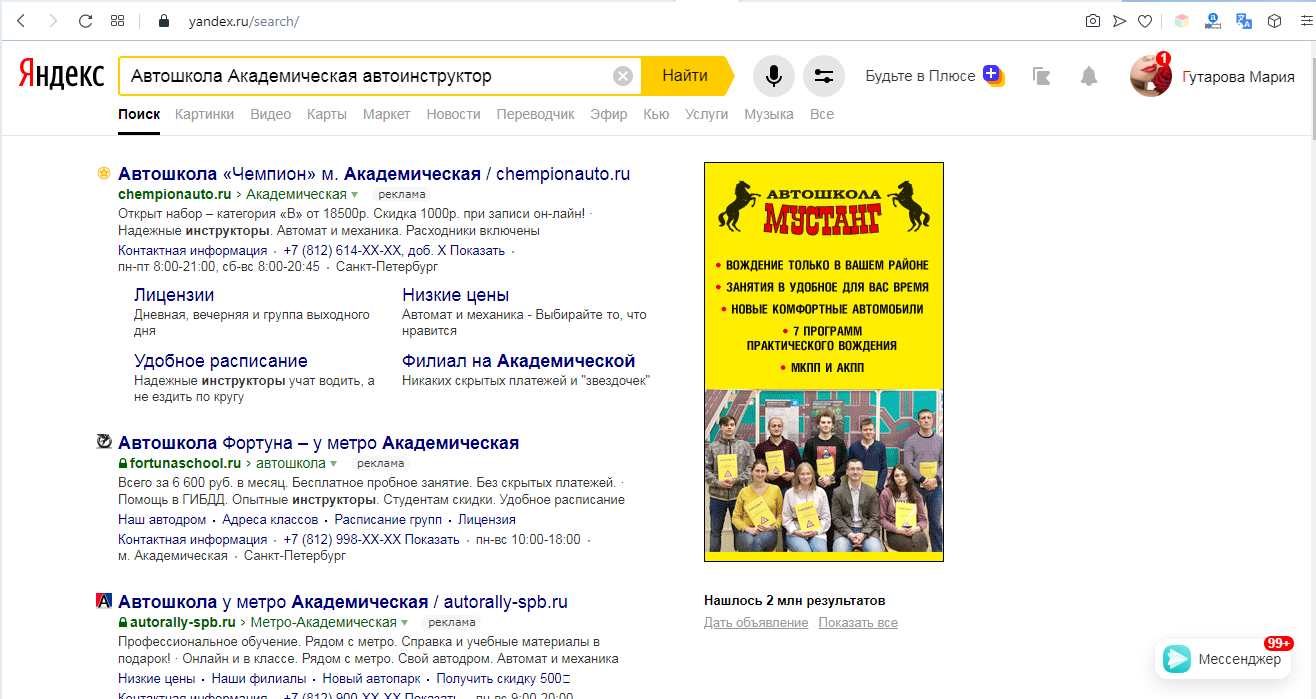 yandex.ru/search/
Яндекс
Автошкола Академическая автоинструктор
Найти
Будьте в Плюсе
1
Гутарова Мария
Поиск Картинки Видео Карты Маркет Новости Переводчик Эфир Кью Услуги Музыка Все
Автошкола «Чемпион» м. Академическая / chempionauto.ru
chempionauto.ru › Академическая реклама
Открыт набор – категория «B» от 18500р. Скидка 1000р. при записи он-лайн! ·
Надежные инструкторы. Автомат и механика. Расходники включены
Контактная информация · +7 (812) 614-XX-XX, доб. X Показать ·
пн-пт 8:00-21:00, сб-вс 8:00-20:45 · Санкт-Петербург
Лицензии
Дневная, вечерняя и группа выходного
дня
Низкие цены
Автомат и механика - Выбирайте то, что
нравится
Удобное расписание
Надежные инструкторы учат водить, а
не ездить по кругу
Филиал на Академической
Никаких скрытых платежей и "звездочек"
Автошкола Фортуна – у метро Академическая
fortunaschool.ru › автошкола реклама
Всего за 6 600 руб. в месяц. Бесплатное пробное занятие. Без скрытых платежей. ·
Помощь в ГИБДД. Опытные инструкторы. Студентам скидки. Удобное расписание
Наш автодром · Адреса классов · Расписание групп · Лицензия
Контактная информация · +7 (812) 998-XX-XX Показать · пн-вс 10:00-18:00 ·
м. Академическая · Санкт-Петербург
Автошкола у метро Академическая / autorally-spb.ru
autorally-spb.ru › Метро-Академическая реклама
Профессиональное обучение. Рядом с метро. Справка и учебные материалы в
подарок! · Онлайн и в классе. Рядом с метро. Свой автодром. Автомат и механика
Низкие цены · Наши филиалы · Новый автопарк · Получить скидку 500
Контактная информация · +7 (812) 900-XX-XX Показать · пн-вс 9:00-20:00
АВТОШКОЛА
МУСТАНГ
• ВОЖДЕНИЕ ТОЛЬКО В ВАШЕМ РАЙОНЕ
• ЗАНЯТИЯ В УДОБНОЕ ДЛЯ ВАС ВРЕМЯ
• НОВЫЕ КОМФОРТНЫЕ АВТОМОБИЛИ
• 7 ПРОГРАММ
ПРАКТИЧЕСКОГО ВОЖДЕНИЯ
• МКПП И АКПП
Нашлось 2 млн результатов
Дать объявление Показать все
99+
Мессенджер